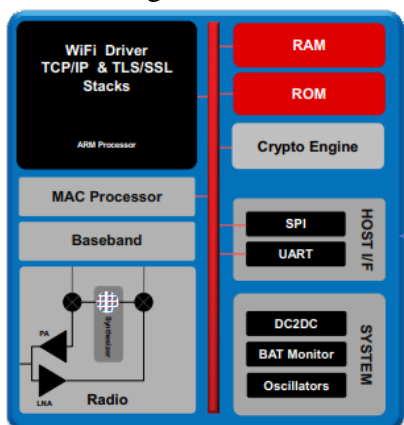 WiFi Driver
TCP/IP & TLS/SSL
Stacks
ARM Processor
MAC Processor
Baseband
PA
Synthesizer
LNA
Radio
RAM
ROM
Crypto Engine
SPI
UART
HOST I/F
DC2DC
BAT Monitor
Oscillators
SYSTEM